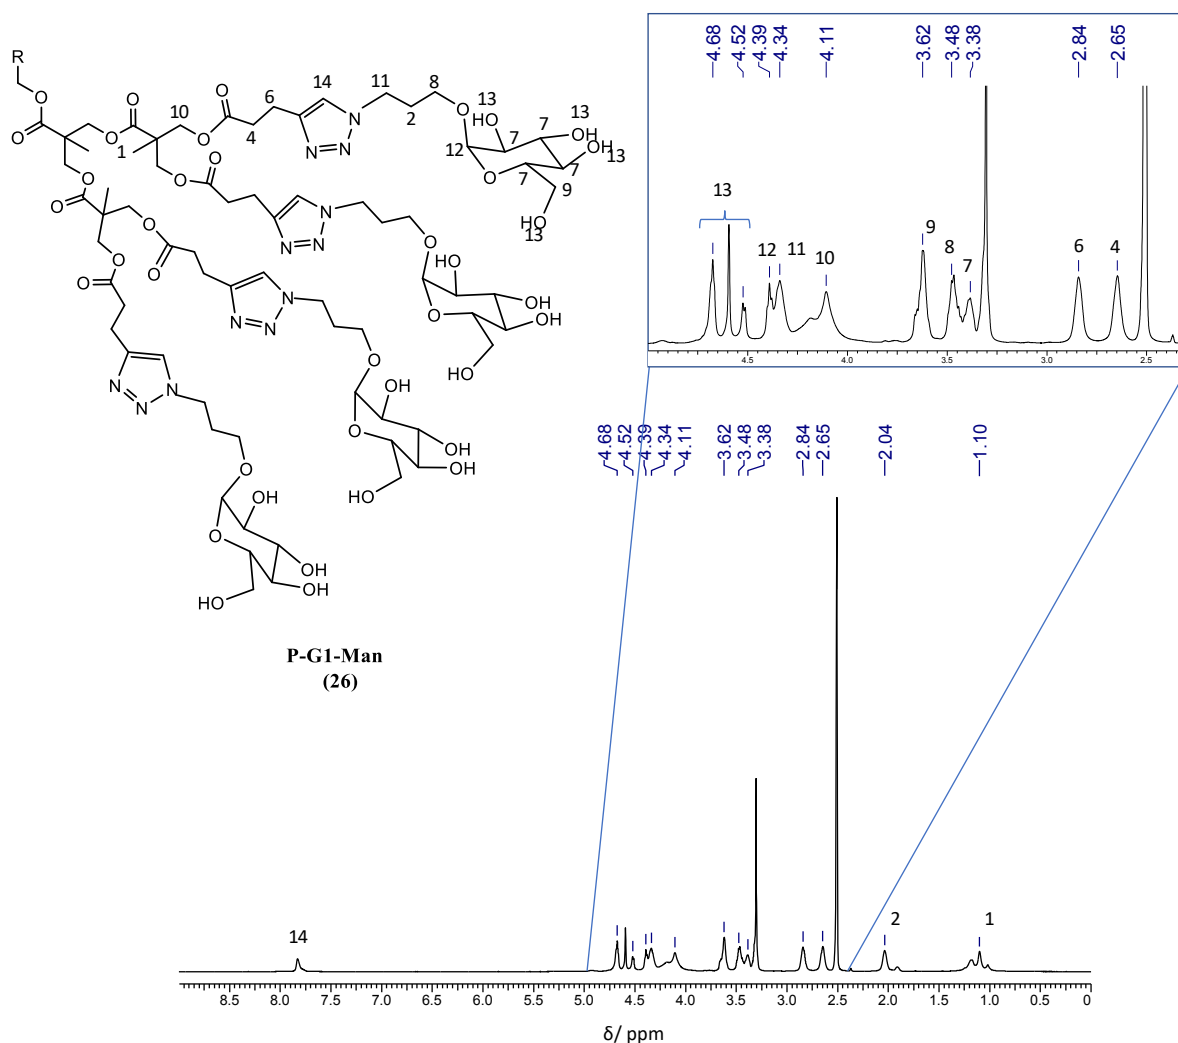 4.68 4.52 4.39 4.34 4.11 3.62 3.48 3.38 2.84 2.65
13
12 11 10
9
8
7
6 4
4.5 4.0 3.5 3.0 2.5
R
O
O
O
O
O
O
O
O
10
1
4
6
14
N
N N
11
2
8
O
13
HO
7
7
13
OH
OH
13
12
O
7
7
9
HO
13
O
O
N
N N
O
HO
OH
OH
O
HO
O
O
O
O
N
N N
O
OH
OH
OH
O
HO
O
O
N
N N
O
OH
OH
OH
O
HO
P-G1-Man
(26)
4.68 4.52 4.39 4.34 4.11 3.62 3.48 3.38 2.84 2.65 2.04 1.10
14
2
1
8.5 8.0 7.5 7.0 6.5 6.0 5.5 5.0 4.5 4.0 3.5 3.0 2.5 2.0 1.5 1.0 0.5 0
δ/ ppm